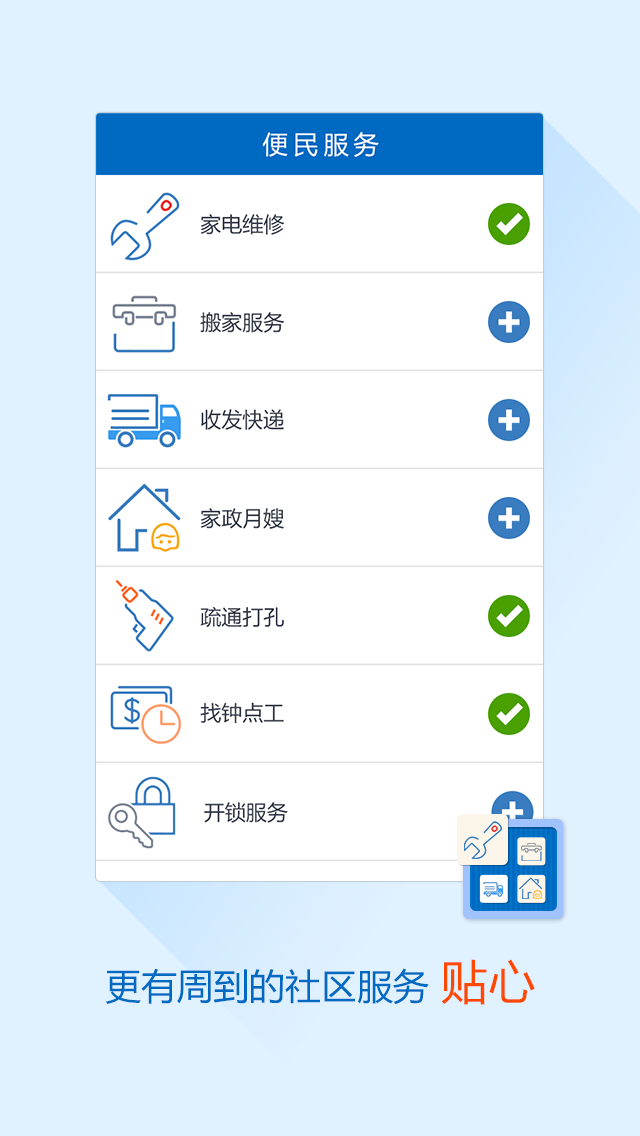 便民服务
家电维修
搬家服务
收发快递
家政月嫂
疏通打孔
$
找钟点工
开锁服务
更有周到的社区服务 贴心